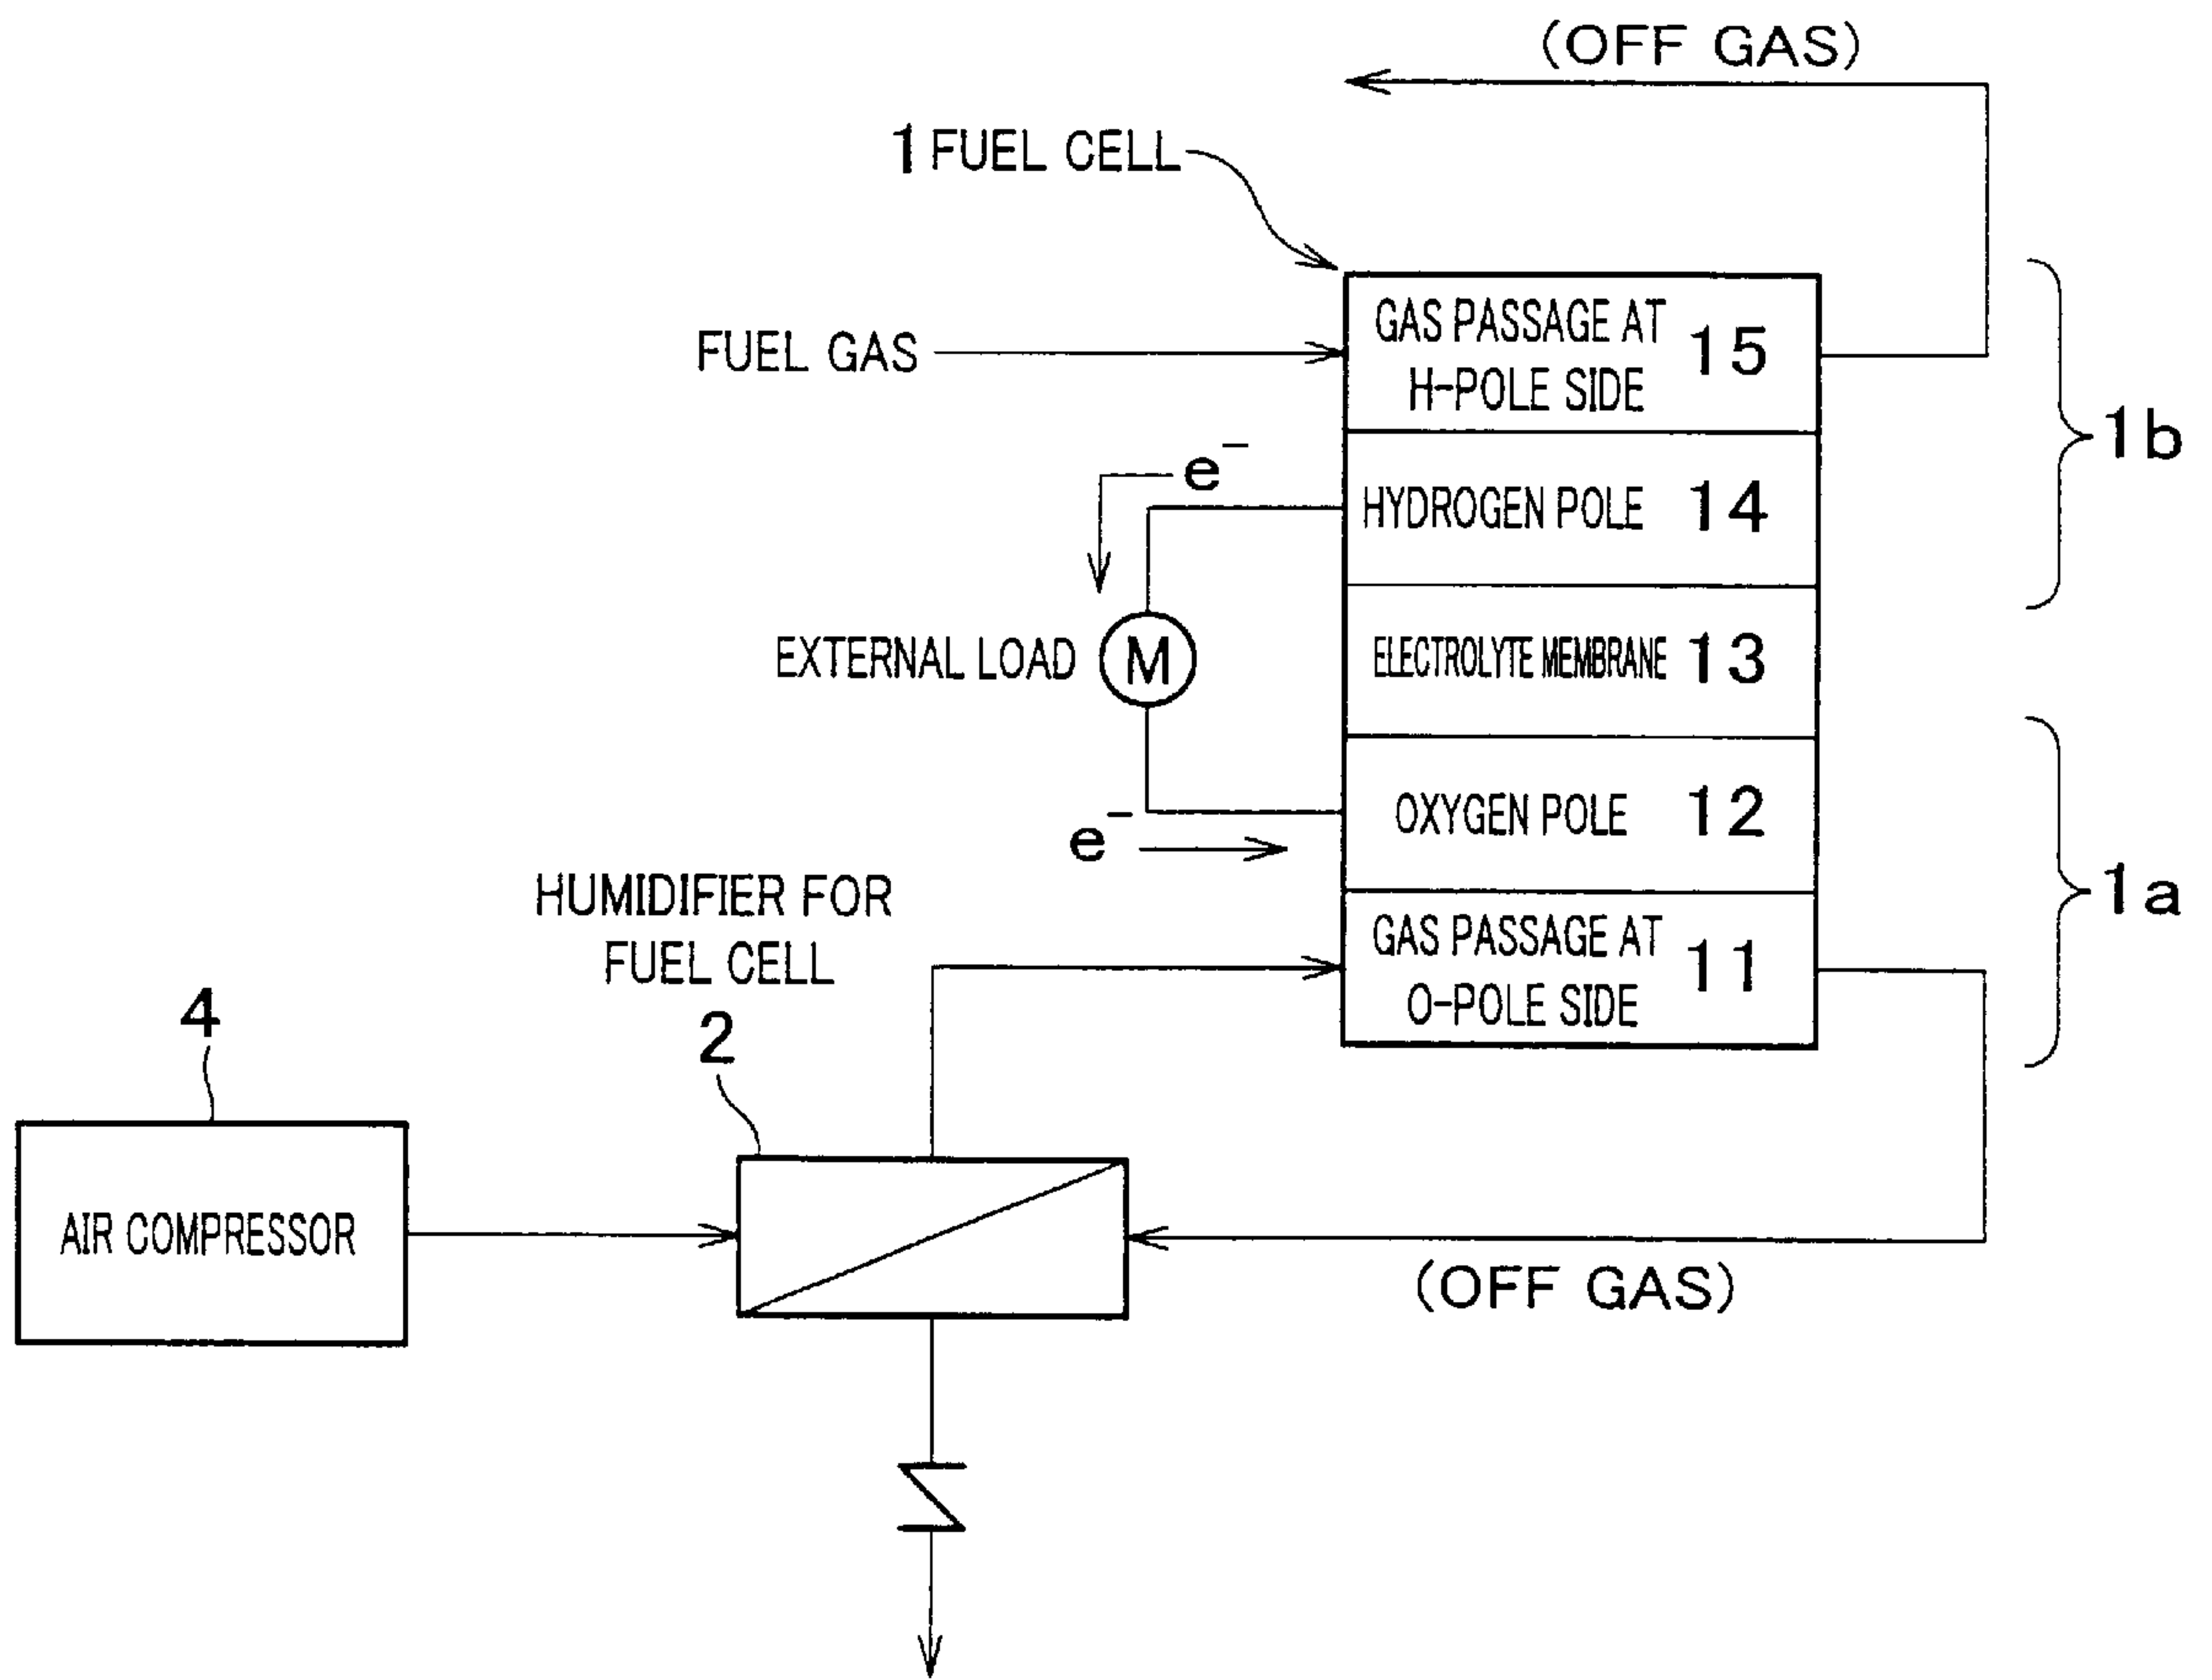 (OFF GAS)
1 FUEL CELL
FUEL GAS
GAS PASSAGE AT
H-POLE SIDE
15
1b
e⁻
HYDROGEN POLE 14
EXTERNAL LOAD M
ELECTROLYTE MEMBRANE 13
OXYGEN POLE 12
e⁻
1a
HUMIDIFIER FOR
FUEL CELL
GAS PASSAGE AT
O-POLE SIDE
11
4
2
AIR COMPRESSOR
(OFF GAS)